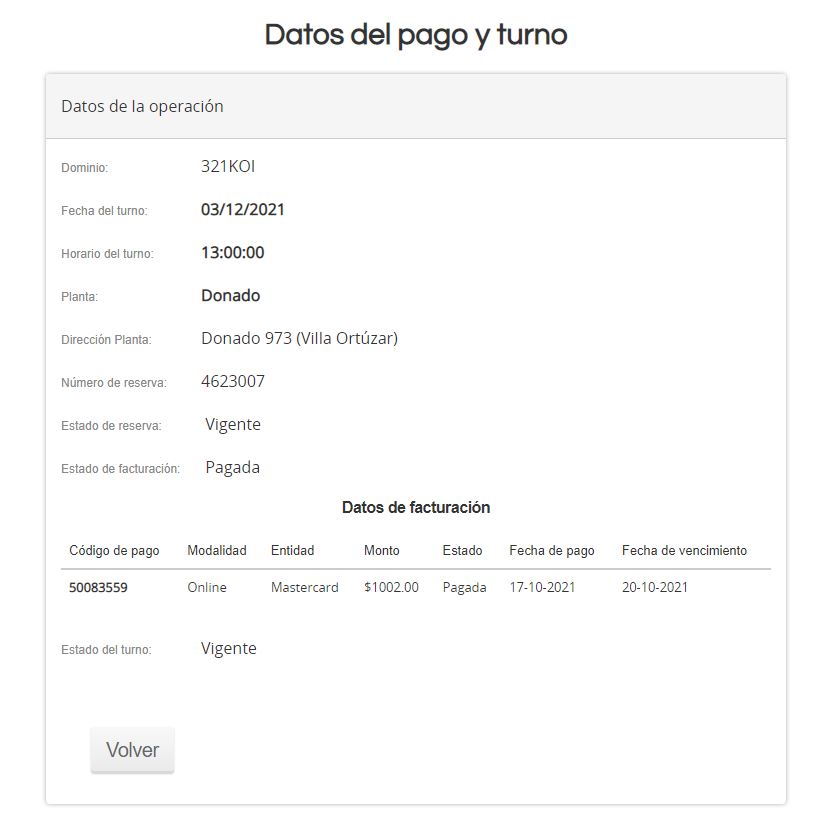 Datos del pago y turno
Datos de la operación
Dominio: 321KOI
Fecha del turno: 03/12/2021
Horario del turno: 13:00:00
Planta: Donado
Dirección Planta: Donado 973 (Villa Ortúzar)
Número de reserva: 4623007
Estado de reserva: Vigente
Estado de facturación: Pagada
Datos de facturación
Código de pago Modalidad Entidad Monto Estado Fecha de pago Fecha de vencimiento
50083559 Online Mastercard $1002.00 Pagada 17-10-2021 20-10-2021
Estado del turno: Vigente
Volver